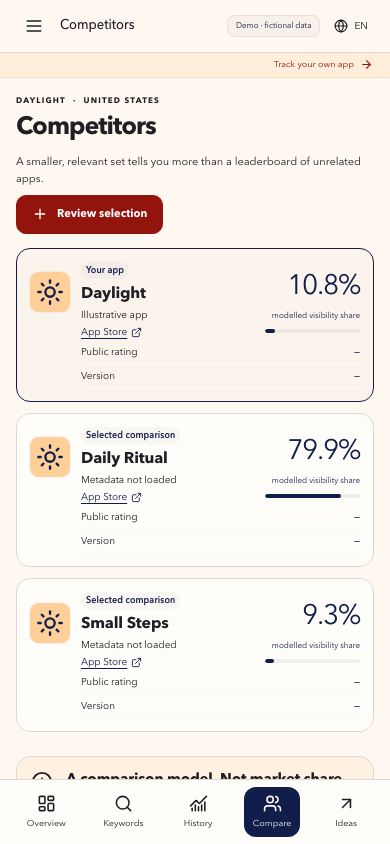 Competitors
Demo · fictional data
EN
Track your own app
DAYLIGHT · UNITED STATES
Competitors
A smaller, relevant set tells you more than a leaderboard of unrelated
apps.
Review selection
Your app
Daylight
Illustrative app
App Store
10.8%
modelled visibility share
Public rating –
Version –
Selected comparison
Daily Ritual
Metadata not loaded
App Store
79.9%
modelled visibility share
Public rating –
Version –
Selected comparison
Small Steps
Metadata not loaded
App Store
9.3%
modelled visibility share
Public rating –
Version –
A comparison model. Not market share.
Overview
Keywords
History
Compare
Ideas